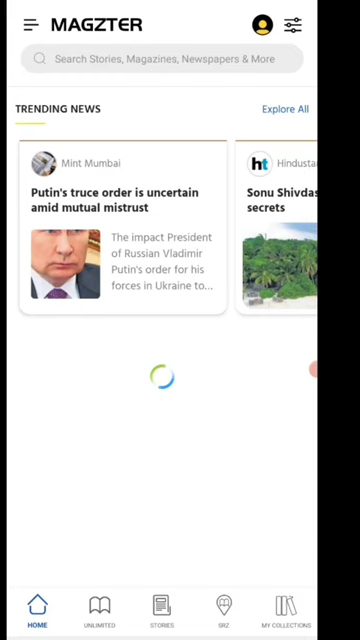 MAGZTER
Search Stories, Magazines, Newspapers & More
TRENDING NEWS
Explore All
Mint Mumbai
Putin's truce order is uncertain
amid mutual mistrust
The impact President
of Russian Vladimir
Putin's order for his
forces in Ukraine to...
ht
Hindusta
Sonu Shivdas
secrets
HOME
UNLIMITED
STORIES
SRZ
MY COLLECTIONS